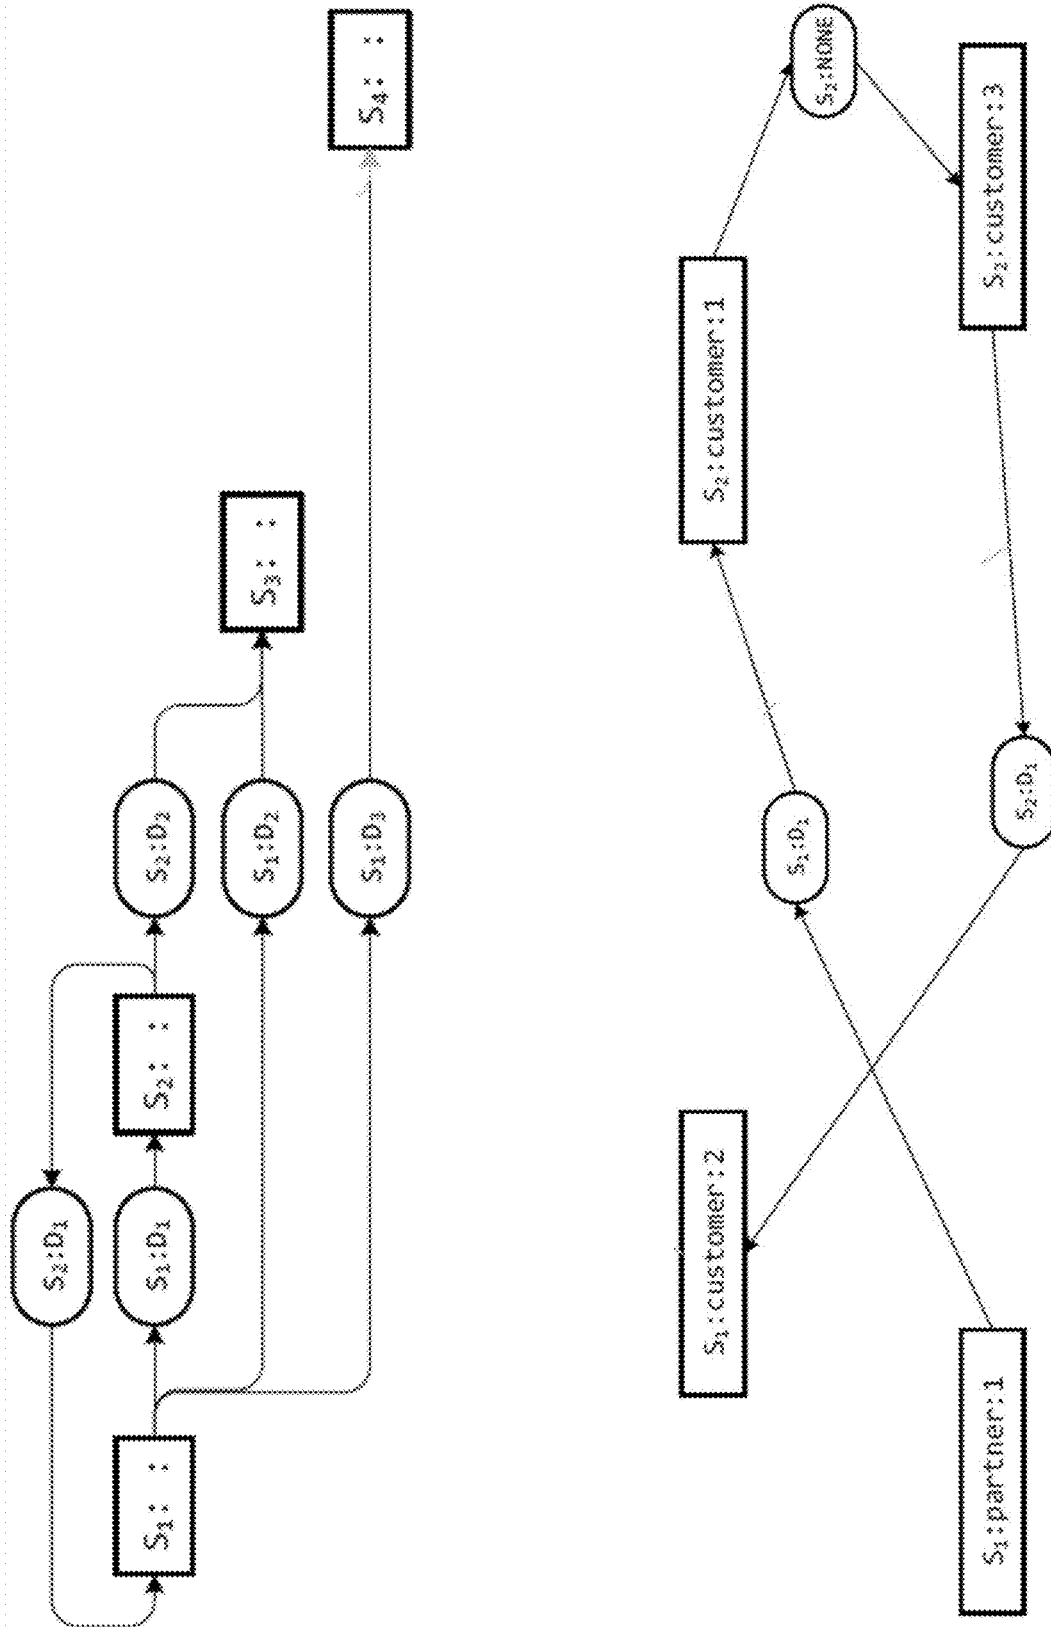 S₁: :
S₂:D₁
S₁:D₁
S₂: :
S₂:D₂
S₁:D₂
S₁:D₃
S₃: :
S₄: :
S₁:partner:1
S₁:customer:2
S₁:D₁
S₂:D₁
S₂:customer:1
S₂:customer:3
S₂:NONE